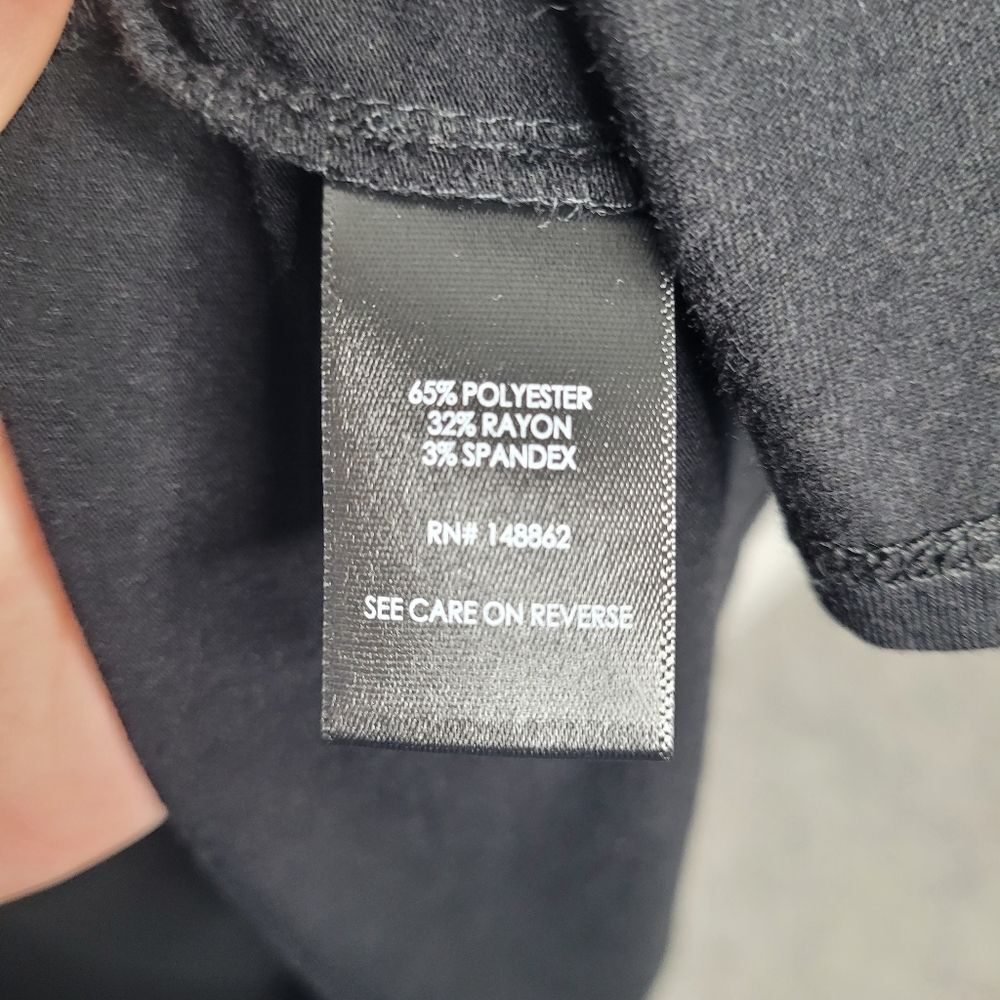 65% POLYESTER
32% RAYON
3% SPANDEX
RN# 148862
SEE CARE ON REVERSE